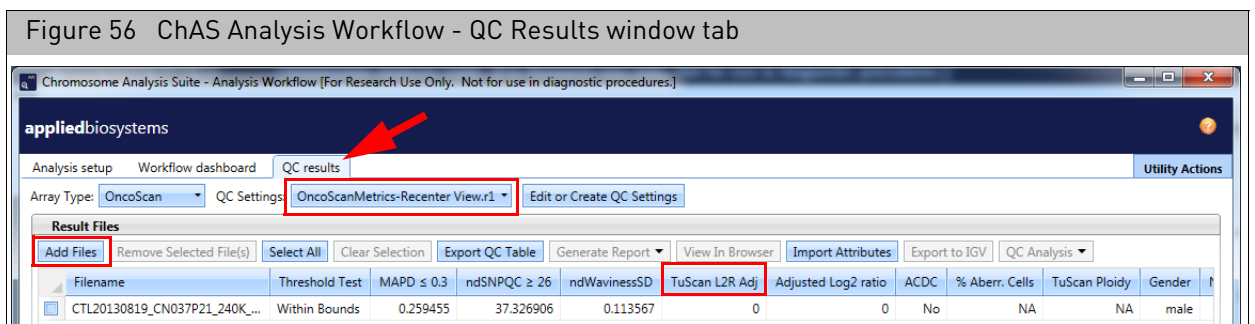 Figure 56 ChAS Analysis Workflow - QC Results window tab
Chromosome Analysis Suite - Analysis Workflow [For Research Use Only. Not for use in diagnostic procedures.]
appliedbiosystems
Analysis setup Workflow dashboard QC results Utility Actions
Array Type: OncoScan QC Settings: OncoScanMetrics-Recenter View.r1 Edit or Create QC Settings
Result Files
Add Files Remove Selected File(s) Select All Clear Selection Export QC Table Generate Report View In Browser Import Attributes Export to IGV QC Analysis
Filename Threshold Test MAPD ≤ 0.3 ndSNPQC ≥ 26 ndWavinessSD TuScan L2R Adj Adjusted Log2 ratio ACDC % Aberr. Cells TuScan Ploidy Gender
CTL20130819_CN037P21_240K_... Within Bounds 0.259455 37.326906 0.113567 0 0 No NA NA male